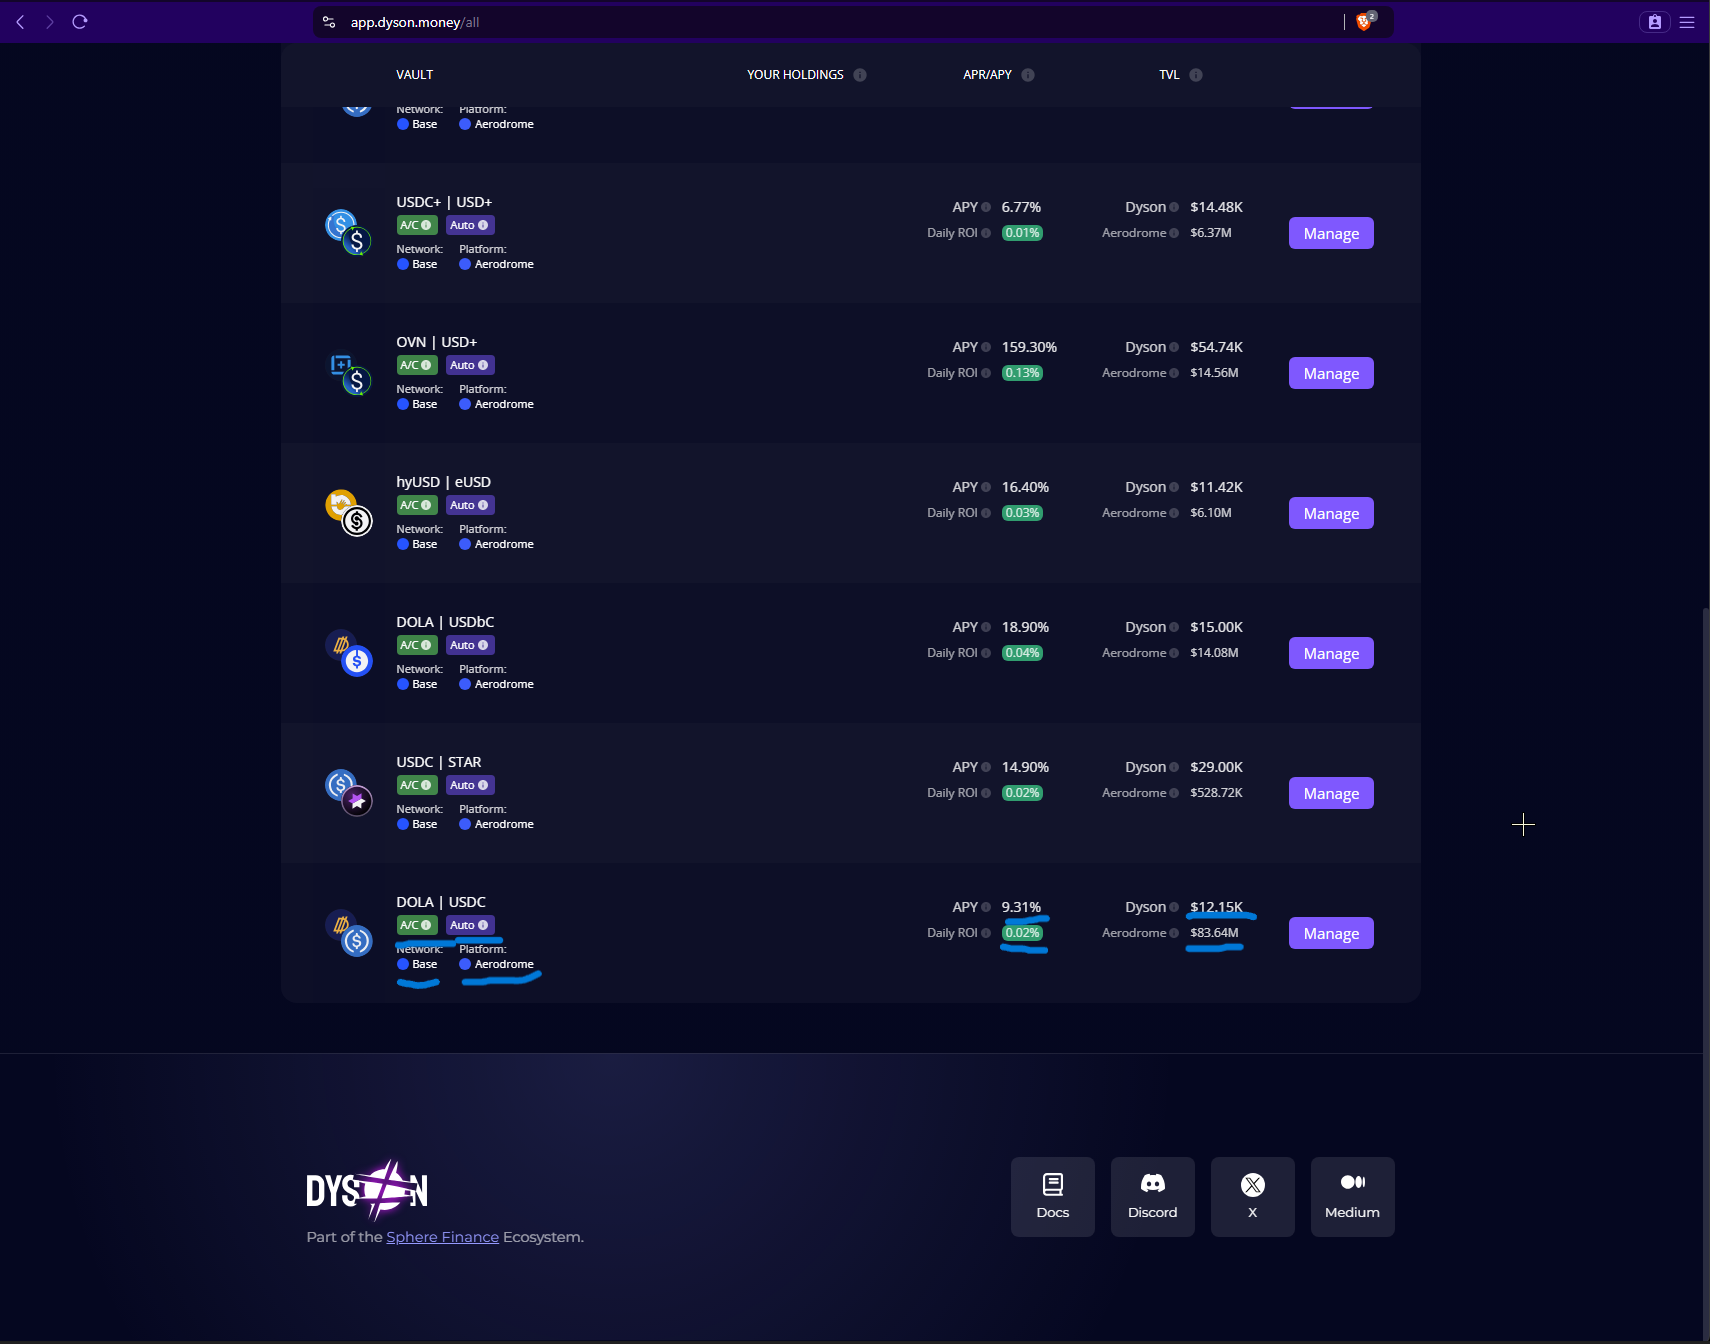 app.dyson.money/all
2
VAULT YOUR HOLDINGS APR/APY TVL
Network: Platform:
Base Aerodrome
USDC+ | USD+ APY 6.77% Dyson $14.48K
A/C Auto Daily ROI 0.01% Aerodrome $6.37M Manage
Network: Platform:
Base Aerodrome
OVN | USD+ APY 159.30% Dyson $54.74K
A/C Auto Daily ROI 0.13% Aerodrome $14.56M Manage
Network: Platform:
Base Aerodrome
hyUSD | eUSD APY 16.40% Dyson $11.42K
A/C Auto Daily ROI 0.03% Aerodrome $6.10M Manage
Network: Platform:
Base Aerodrome
DOLA | USDbC APY 18.90% Dyson $15.00K
A/C Auto Daily ROI 0.04% Aerodrome $14.08M Manage
Network: Platform:
Base Aerodrome
USDC | STAR APY 14.90% Dyson $29.00K
A/C Auto Daily ROI 0.02% Aerodrome $528.72K Manage
Network: Platform:
Base Aerodrome
DOLA | USDC APY 9.31% Dyson $12.15K
A/C Auto Daily ROI 0.02% Aerodrome $83.64M Manage
Network: Platform:
Base Aerodrome
DYSON
Part of the Sphere Finance Ecosystem.
Docs Discord X Medium